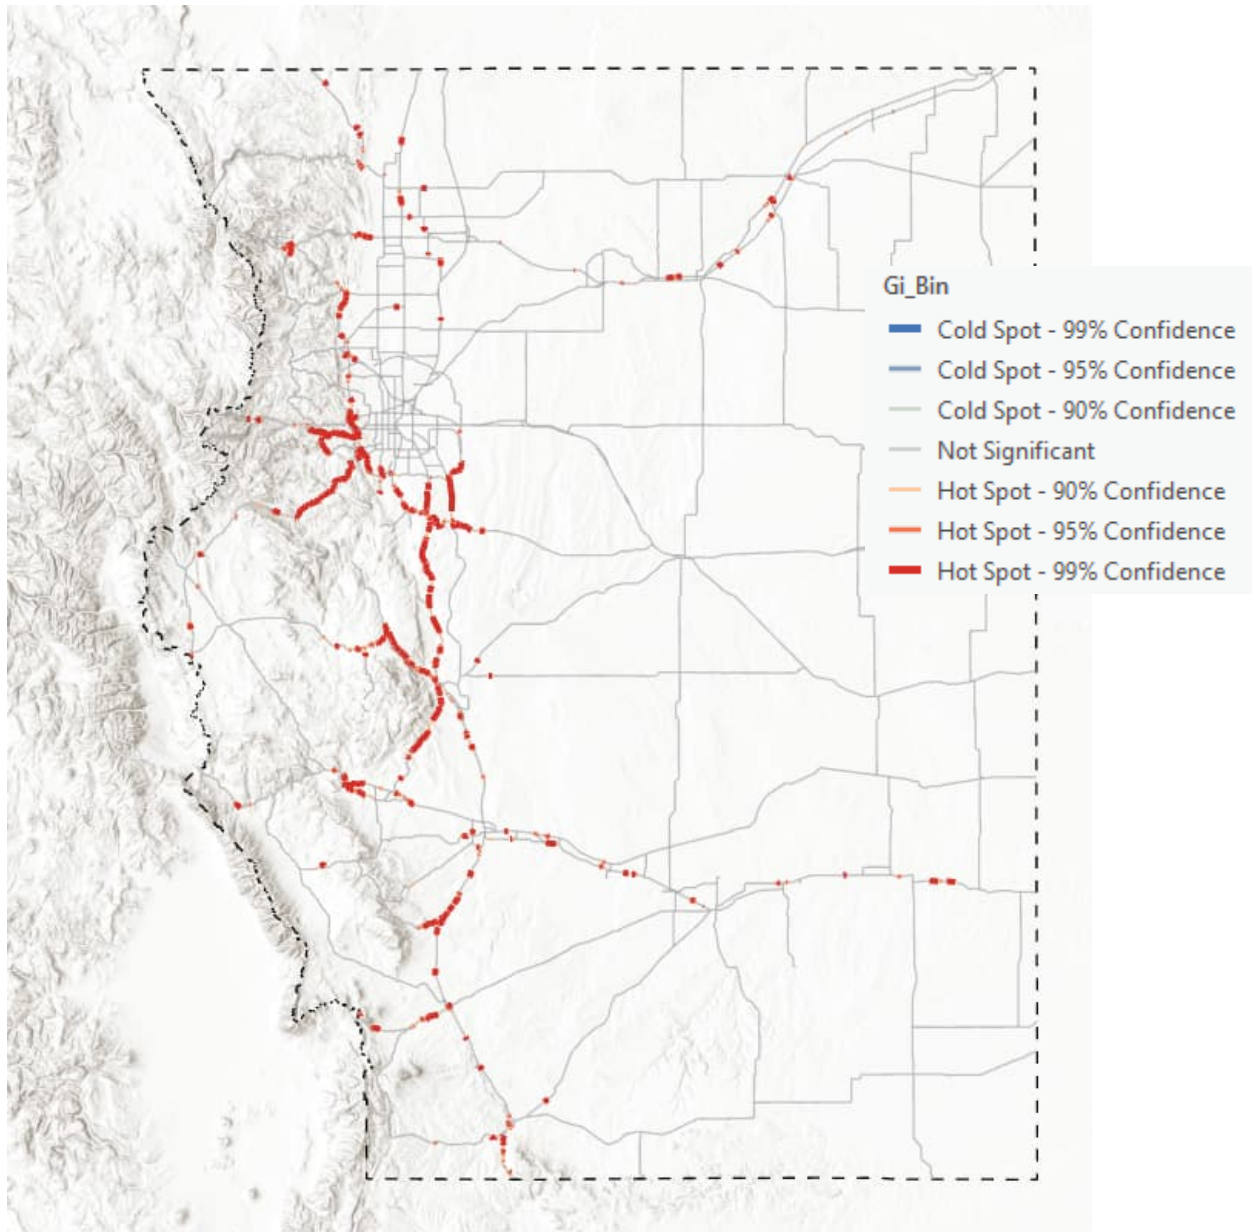 Gi_Bin
Cold Spot - 99% Confidence
Cold Spot - 95% Confidence
Cold Spot - 90% Confidence
Not Significant
Hot Spot - 90% Confidence
Hot Spot - 95% Confidence
Hot Spot - 99% Confidence